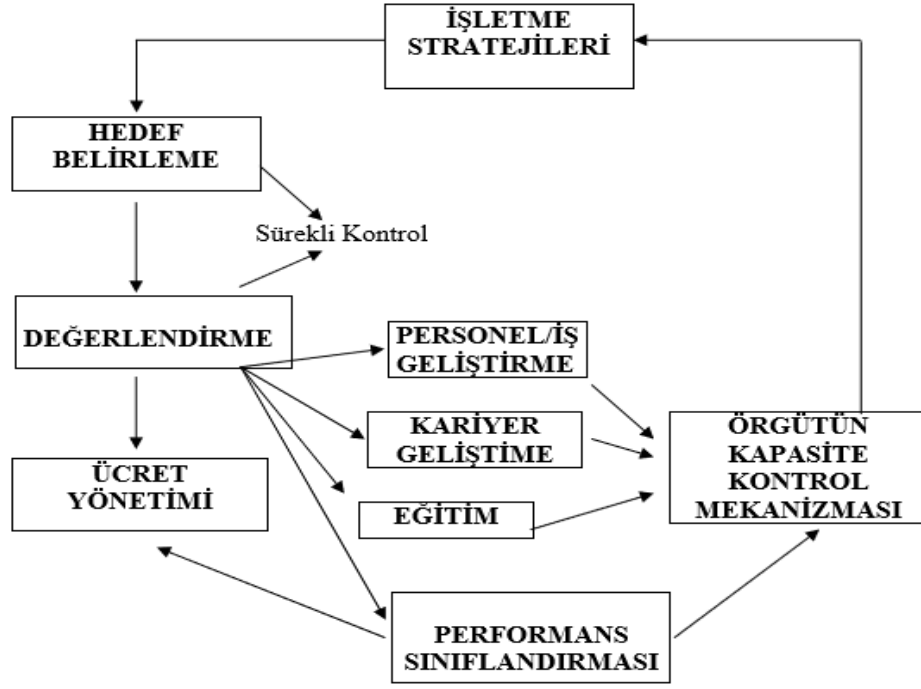 İŞLETME
STRATEJİLERİ
HEDEF
BELİRLEME
Sürekli Kontrol
DEĞERLENDİRME
PERSONEL/İŞ
GELİŞTİRME
KARİYER
GELİŞTİME
ÖRGÜTÜN
KAPASİTE
KONTROL
MEKANİZMASI
ÜCRET
YÖNETİMİ
EĞİTİM
PERFORMANS
SINIFLANDIRMASI